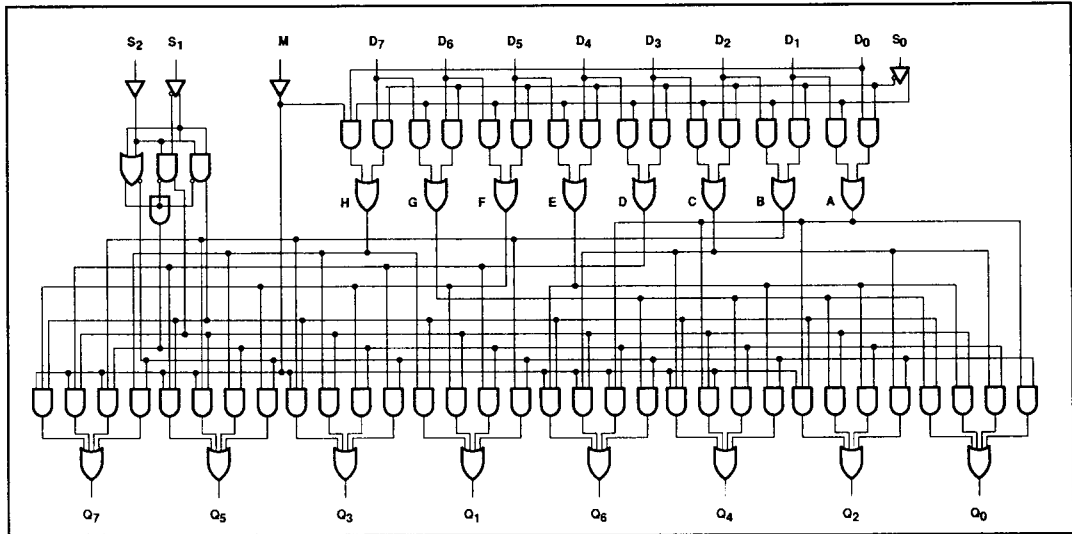 S2 S1 M D7 D6 D5 D4 D3 D2 D1 D0 S0
H G F E D C B A
Q7 Q5 Q3 Q1 Q6 Q4 Q2 Q0